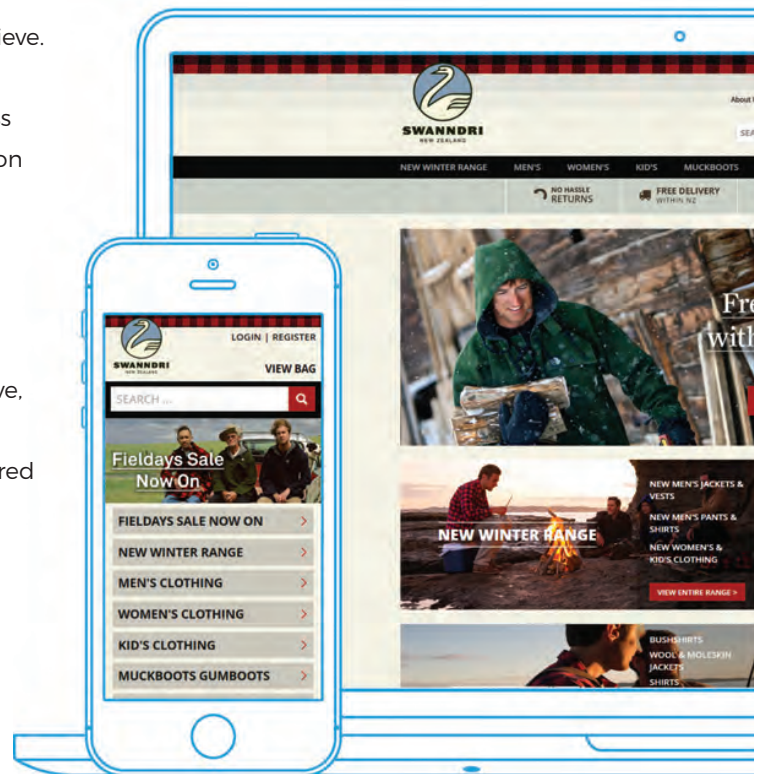 ieve.
s
on
ve,
red
SWANNDRI
NEW ZEALAND
About
SEA
NEW WINTER RANGE MEN'S WOMEN'S KID'S MUCKBOOTS
NO HASSLE
RETURNS
FREE DELIVERY
WITHIN NZ
Fre
with
NEW WINTER RANGE
NEW MEN'S JACKETS &
VESTS
NEW MEN'S PANTS &
SHIRTS
NEW WOMEN'S &
KID'S CLOTHING
VIEW ENTIRE RANGE >
BUSHSHIRTS
WOOL & MOLESKIN
JACKETS
SHIRTS
SWANNDRI
NEW ZEALAND
LOGIN | REGISTER
VIEW BAG
SEARCH ...
Fieldays Sale
Now On
FIELDAYS SALE NOW ON >
NEW WINTER RANGE >
MEN'S CLOTHING >
WOMEN'S CLOTHING >
KID'S CLOTHING >
MUCKBOOTS GUMBOOTS >